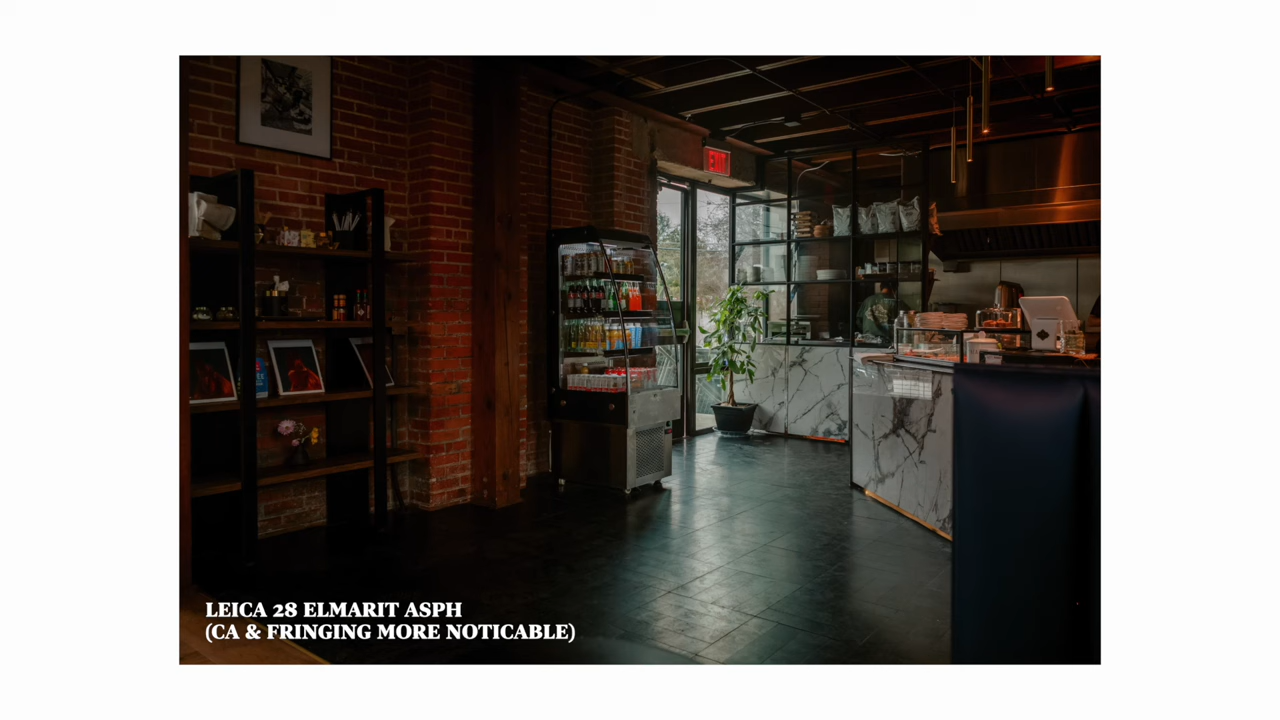 EXIT
LEICA 28 ELMARIT ASPH
(CA & FRINGING MORE NOTICABLE)